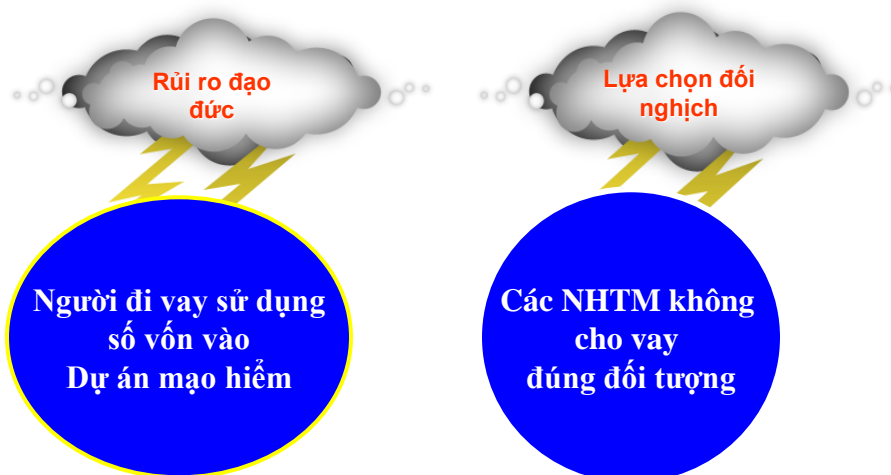 Rủi ro đạo
đức
Lựa chọn đối
nghịch
Người đi vay sử dụng
số vốn vào
Dự án mạo hiểm
Các NHTM không
cho vay
đúng đối tượng